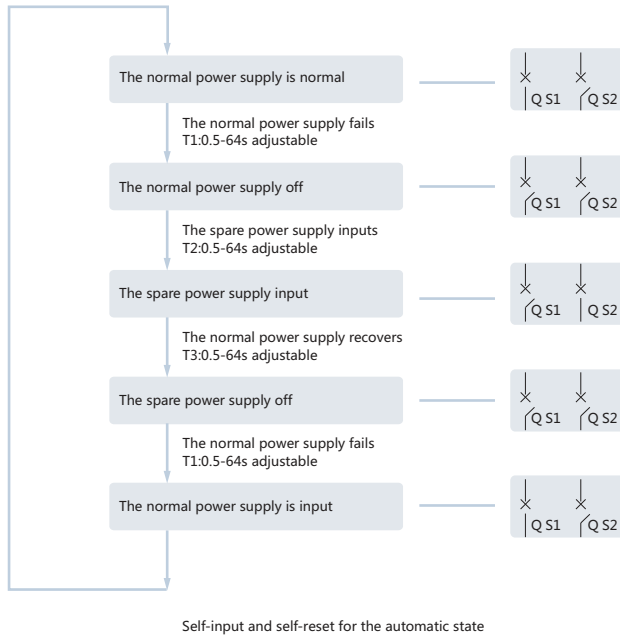 The normal power supply is normal
Q S1 Q S2
The normal power supply fails
T1:0.5-64s adjustable
The normal power supply off
Q S1 Q S2
The spare power supply inputs
T2:0.5-64s adjustable
The spare power supply input
Q S1 Q S2
The normal power supply recovers
T3:0.5-64s adjustable
The spare power supply off
Q S1 Q S2
The normal power supply fails
T1:0.5-64s adjustable
The normal power supply is input
Q S1 Q S2
Self-input and self-reset for the automatic state